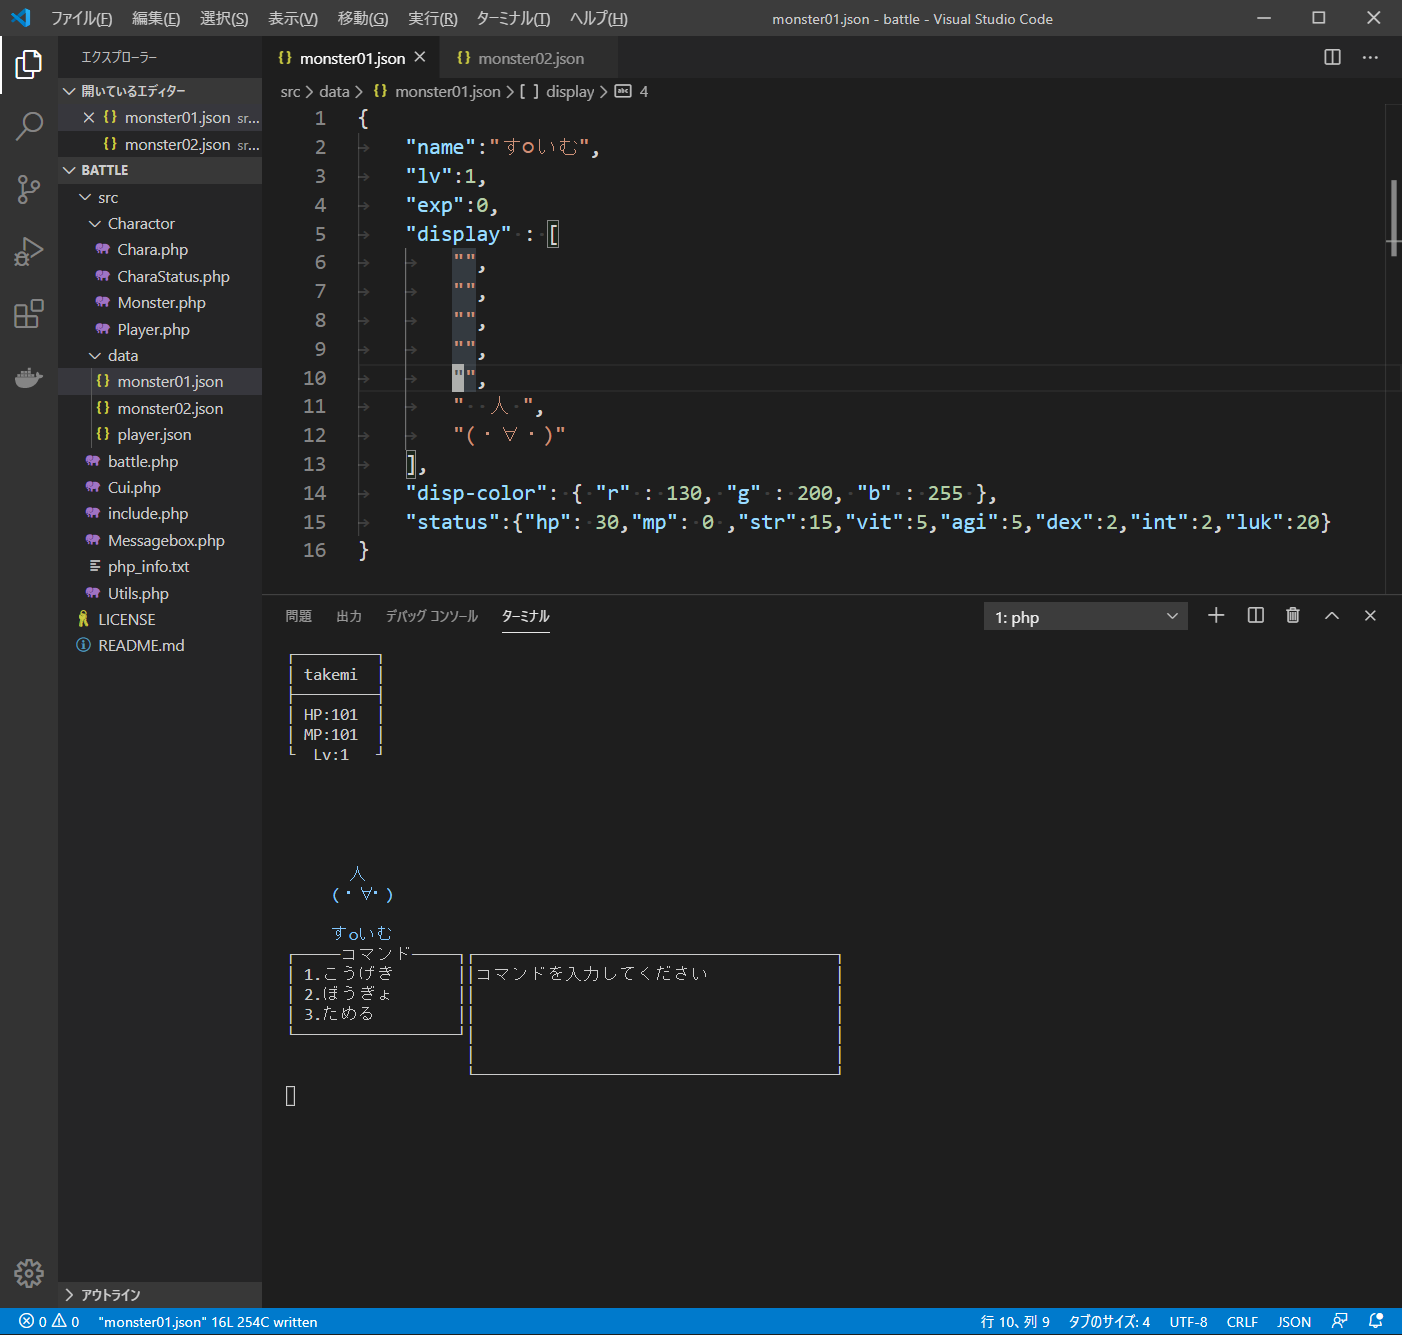 ファイル(F) 編集(E) 選択(S) 表示(V) 移動(G) 実行(R) ターミナル(T) ヘルプ(H) monster01.json - battle - Visual Studio Code
エクスプローラー
開いているエディター
monster01.json sr...
monster02.json sr...
BATTLE
src
Charactor
Chara.php
CharaStatus.php
Monster.php
Player.php
data
monster01.json
monster02.json
player.json
battle.php
Cui.php
include.php
Messagebox.php
php_info.txt
Utils.php
LICENSE
README.md
アウトライン
monster01.json monster02.json
src > data > {} monster01.json > [ ] display > abc 4
1 {
2 "name":"すoいむ",
3 "lv":1,
4 "exp":0,
5 "display" : [
6 "",
7 "",
8 "",
9 "",
10 "",
11 "  人 ",
12 "(・∀・)"
13 ],
14 "disp-color": { "r" : 130, "g" : 200, "b" : 255 },
15 "status":{"hp": 30,"mp": 0 ,"str":15,"vit":5,"agi":5,"dex":2,"int":2,"luk":20}
16 }
問題 出力 デバッグ コンソール ターミナル 1: php
takemi
HP:101
MP:101
Lv:1
人
(・∀・)
すoいむ
コマンド
1.こうげき コマンドを入力してください
2.ぼうぎょ
3.ためる
0 0 "monster01.json" 16L 254C written 行 10、列 9 タブのサイズ: 4 UTF-8 CRLF JSON